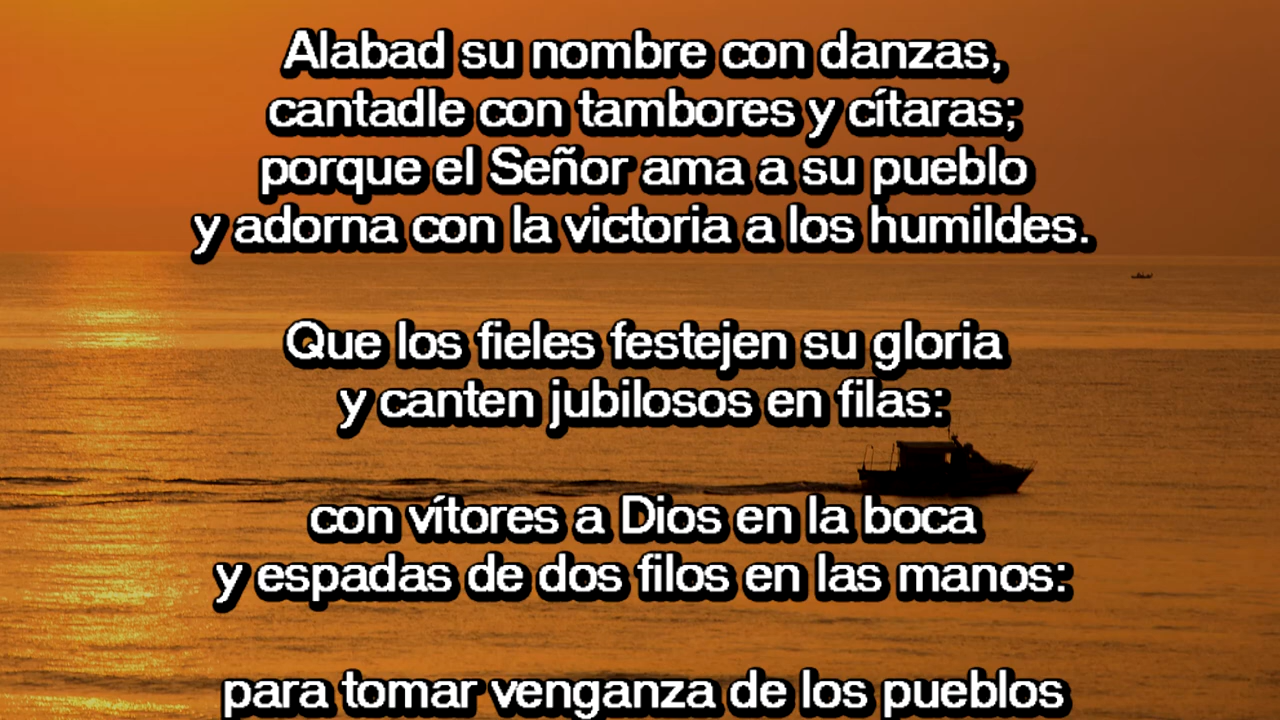 Alabad su nombre con danzas,
cantadle con tambores y cítaras;
porque el Señor ama a su pueblo
y adorna con la victoria a los humildes.
Que los fieles festejen su gloria
y canten jubilosos en filas:
con vítores a Dios en la boca
y espadas de dos filos en las manos:
para tomar venganza de los pueblos